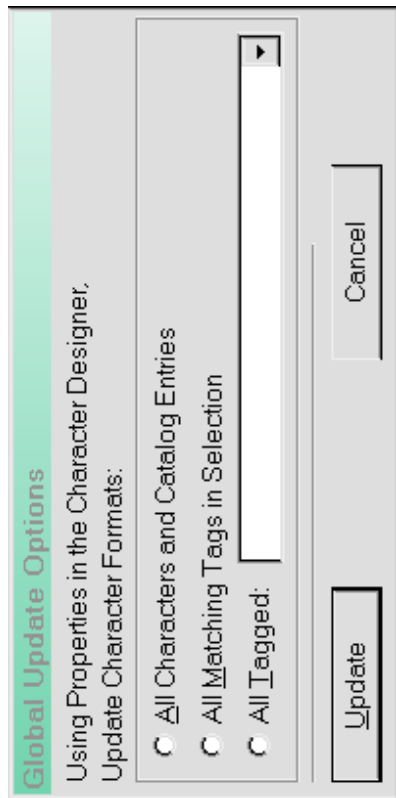 Global Update Options
Using Properties in the Character Designer,
Update Character Formats:
All Characters and Catalog Entries
All Matching Tags in Selection
All Tagged:
Update
Cancel